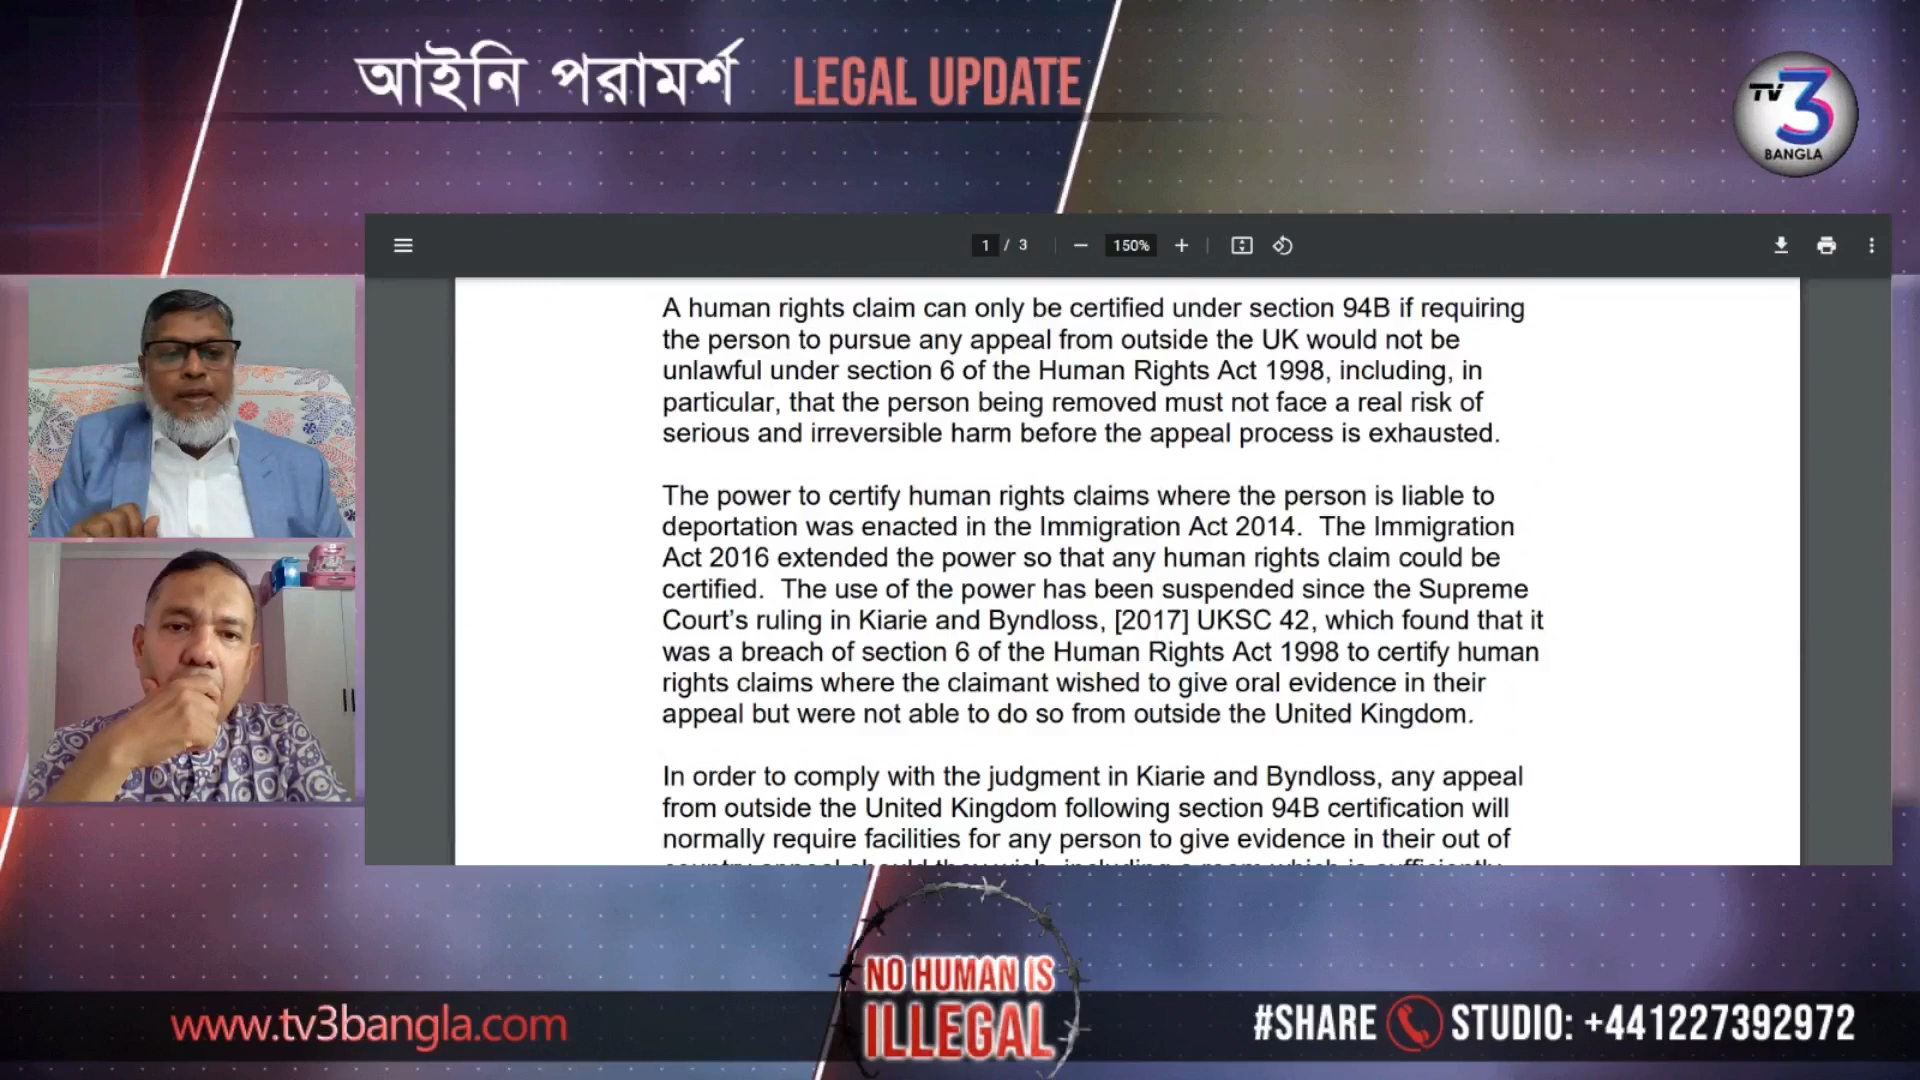 আইনি পরামর্শ LEGAL UPDATE
TV 3
BANGLA
1 / 3 150%
A human rights claim can only be certified under section 94B if requiring
the person to pursue any appeal from outside the UK would not be
unlawful under section 6 of the Human Rights Act 1998, including, in
particular, that the person being removed must not face a real risk of
serious and irreversible harm before the appeal process is exhausted.
The power to certify human rights claims where the person is liable to
deportation was enacted in the Immigration Act 2014. The Immigration
Act 2016 extended the power so that any human rights claim could be
certified. The use of the power has been suspended since the Supreme
Court's ruling in Kiarie and Byndloss, [2017] UKSC 42, which found that it
was a breach of section 6 of the Human Rights Act 1998 to certify human
rights claims where the claimant wished to give oral evidence in their
appeal but were not able to do so from outside the United Kingdom.
In order to comply with the judgment in Kiarie and Byndloss, any appeal
from outside the United Kingdom following section 94B certification will
normally require facilities for any person to give evidence in their out of
NO HUMAN IS
ILLEGAL
www.tv3bangla.com
#SHARE STUDIO: +441227392972